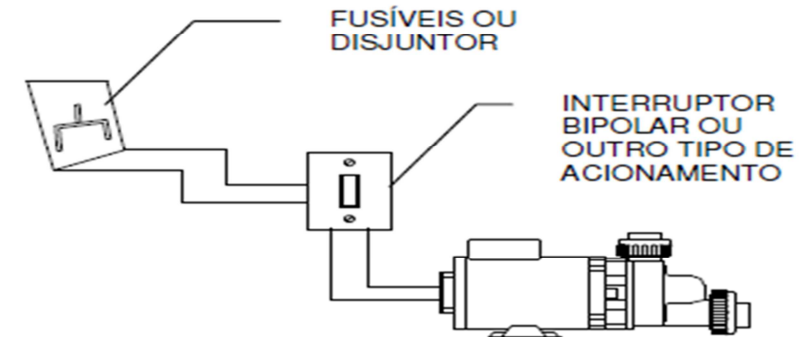 FUSÍVEIS OU
DISJUNTOR
INTERRUPTOR
BIPOLAR OU
OUTRO TIPO DE
ACIONAMENTO